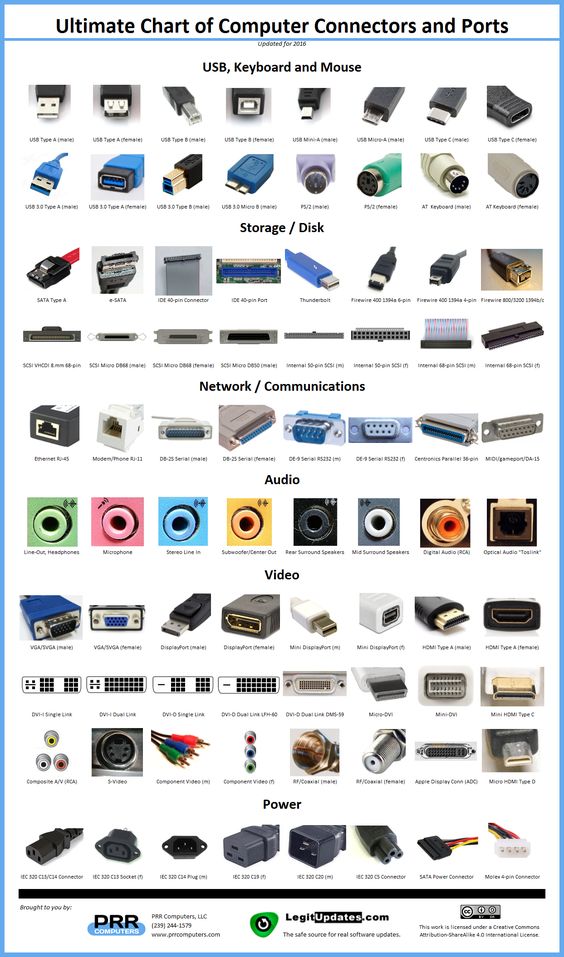 Ultimate Chart of Computer Connectors and Ports
Updated for 2016
USB, Keyboard and Mouse
USB Type A (male) USB Type A (female) USB Type B (male) USB Type B (female) USB Mini-A (male) USB Micro-A (male) USB Type C (male) USB Type C (female)
USB 3.0 Type A (male) USB 3.0 Type A (female) USB 3.0 Type B (male) USB 3.0 Micro B (male) PS/2 (male) PS/2 (female) AT Keyboard (male) AT Keyboard (female)
Storage / Disk
SATA Type A e-SATA IDE 40-pin Connector IDE 40-pin Port Thunderbolt Firewire 400 1394a 6-pin Firewire 400 1394a 4-pin Firewire 800/3200 1394b/c
SCSI VHDCI 8 mm 68-pin SCSI Micro DB68 (male) SCSI Micro DB68 (female) SCSI Micro DB50 (male) Internal 50-pin SCSI (m) Internal 50-pin SCSI (f) Internal 68-pin SCSI (m) Internal 68-pin SCSI (f)
Network / Communications
Ethernet RJ-45 Modem/Phone RJ-11 DB-25 Serial (male) DB-25 Serial (female) DE-9 Serial RS232 (m) DE-9 Serial RS232 (f) Centronics Parallel 36-pin MIDI/gameport/DA-15
Audio
Line-Out, Headphones Microphone Stereo Line In Subwoofer/Center Out Rear Surround Speakers Mid Surround Speakers Digital Audio (RCA) Optical Audio "Toslink"
Video
VGA/SVGA (male) VGA/SVGA (female) DisplayPort (male) DisplayPort (female) Mini DisplayPort (m) Mini DisplayPort (f) HDMI Type A (male) HDMI Type A (female)
DVI-I Single Link DVI-I Dual Link DVI-D Single Link DVI-D Dual Link LFH-60 DVI-D Dual Link DMS-59 Micro-DVI Mini-DVI Mini HDMI Type C
Composite A/V (RCA) S-Video Component Video (m) Component Video (f) RF/Coaxial (male) RF/Coaxial (female) Apple Display Conn (ADC) Micro HDMI Type D
Power
IEC 320 C13/C14 Connector IEC 320 C13 Socket (f) IEC 320 C14 Plug (m) IEC 320 C19 (f) IEC 320 C20 (m) IEC 320 C5 Connector SATA Power Connector Molex 4-pin Connector
Brought to you by:
PRR
COMPUTERS
PRR Computers, LLC
(239) 244-1579
www.prrcomputers.com
LegitUpdates.com
The safe source for real software updates.
This work is licensed under a Creative Commons
Attribution-ShareAlike 4.0 International License.